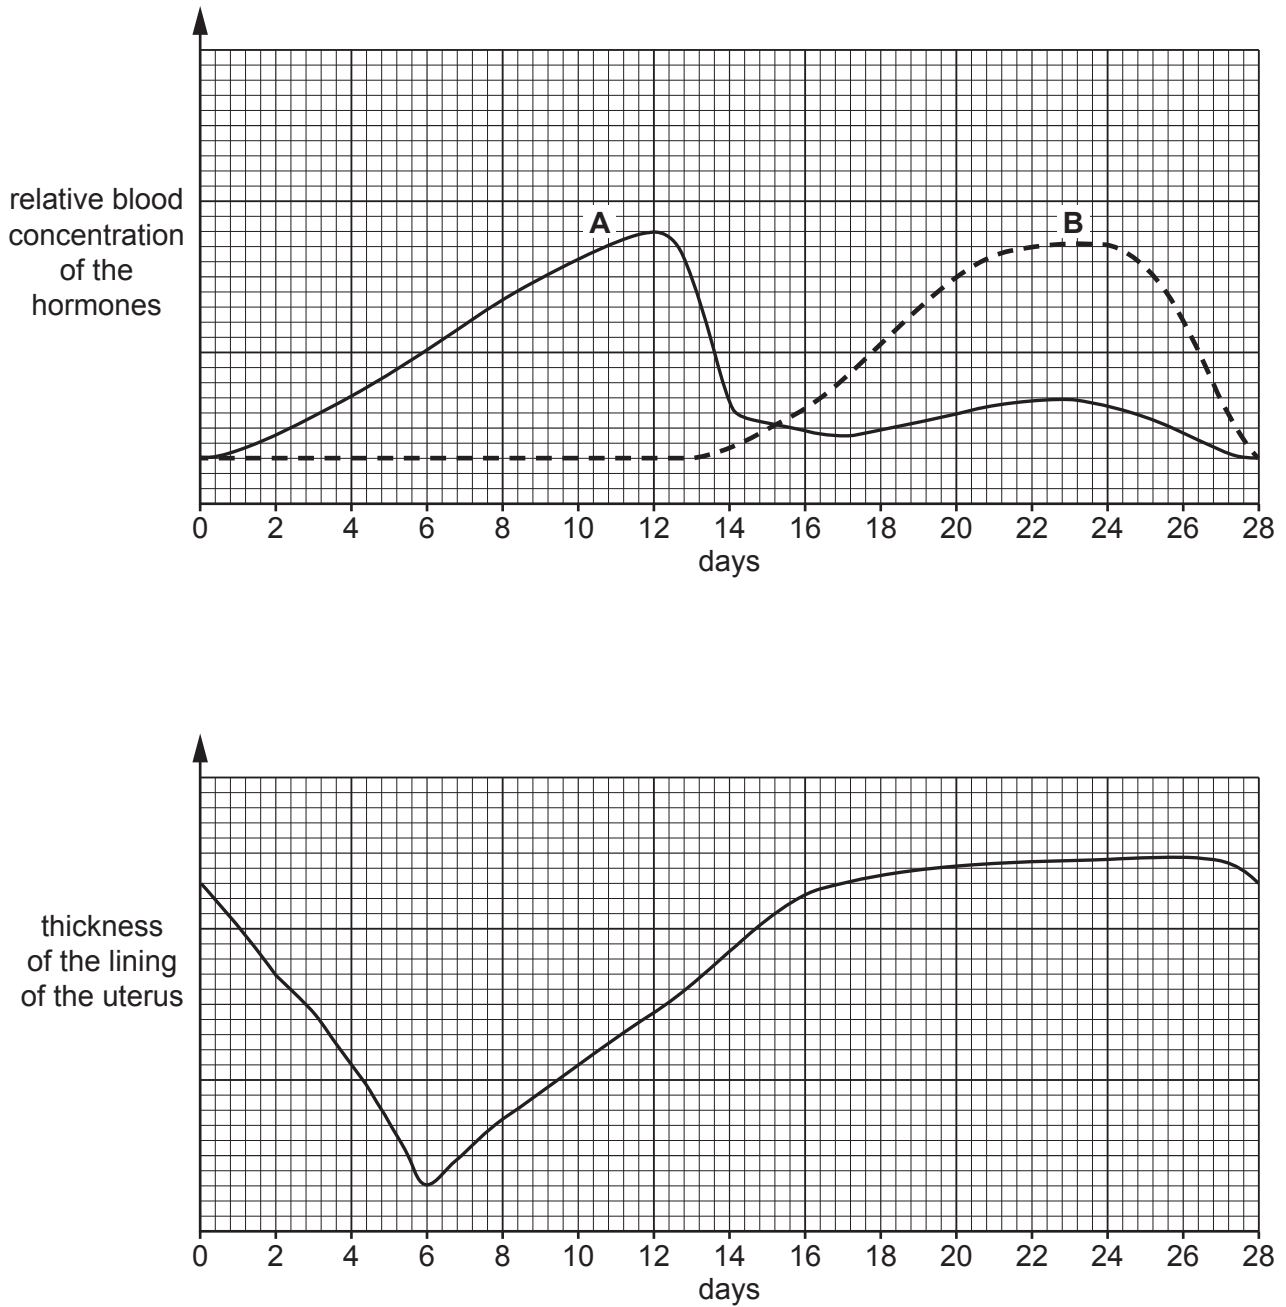 relative blood
concentration
of the
hormones
A
B
0 2 4 6 8 10 12 14 16 18 20 22 24 26 28
days
thickness
of the lining
of the uterus
0 2 4 6 8 10 12 14 16 18 20 22 24 26 28
days